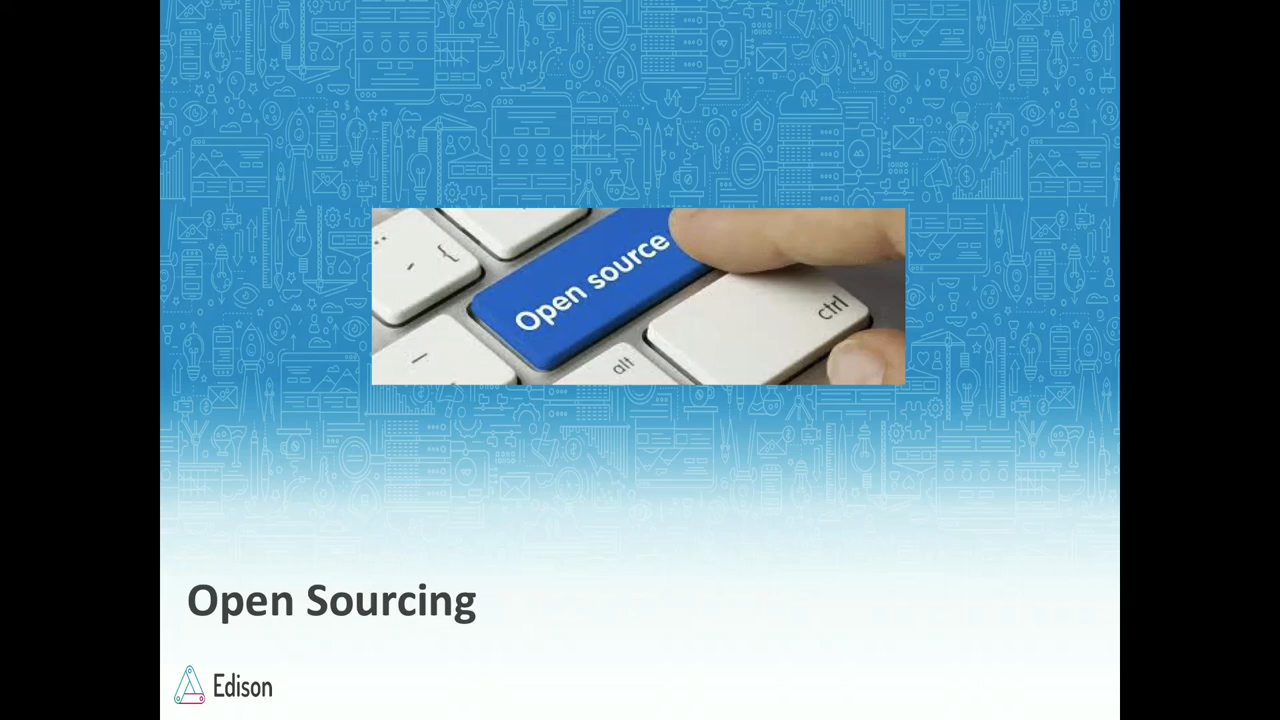 {
Open source
ctrl
alt
Open Sourcing
Edison